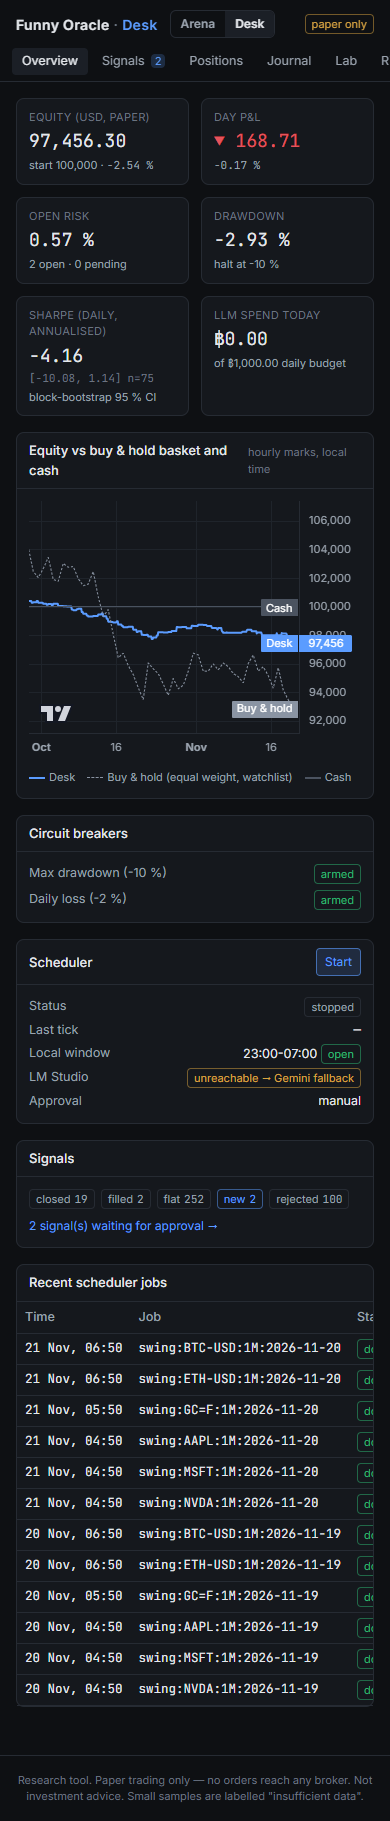 Funny Oracle · Desk Arena Desk paper only
Overview Signals 2 Positions Journal Lab R
EQUITY (USD, PAPER)
97,456.30
start 100,000 · -2.54 %
DAY P&L
▼ 168.71
-0.17 %
OPEN RISK
0.57 %
2 open · 0 pending
DRAWDOWN
-2.93 %
halt at -10 %
SHARPE (DAILY,
ANNUALISED)
-4.16
[-10.08, 1.14] n=75
block-bootstrap 95 % CI
LLM SPEND TODAY
฿0.00
of ฿1,000.00 daily budget
Equity vs buy & hold basket and
cash
hourly marks, local
time
106,000
104,000
102,000
Cash 100,000
98,000
Desk 97,456
96,000
94,000
Buy & hold
92,000
Oct 16 Nov 16
Desk Buy & hold (equal weight, watchlist) Cash
Circuit breakers
Max drawdown (-10 %) armed
Daily loss (-2 %) armed
Scheduler Start
Status stopped
Last tick –
Local window 23:00-07:00 open
LM Studio unreachable → Gemini fallback
Approval manual
Signals
closed 19 filled 2 flat 252 new 2 rejected 100
2 signal(s) waiting for approval →
Recent scheduler jobs
Time Job Sta
21 Nov, 06:50 swing:BTC-USD:1M:2026-11-20 do
21 Nov, 06:50 swing:ETH-USD:1M:2026-11-20 do
21 Nov, 05:50 swing:GC=F:1M:2026-11-20 do
21 Nov, 04:50 swing:AAPL:1M:2026-11-20 do
21 Nov, 04:50 swing:MSFT:1M:2026-11-20 do
21 Nov, 04:50 swing:NVDA:1M:2026-11-20 do
20 Nov, 06:50 swing:BTC-USD:1M:2026-11-19 do
20 Nov, 06:50 swing:ETH-USD:1M:2026-11-19 do
20 Nov, 05:50 swing:GC=F:1M:2026-11-19 do
20 Nov, 04:50 swing:AAPL:1M:2026-11-19 do
20 Nov, 04:50 swing:MSFT:1M:2026-11-19 do
20 Nov, 04:50 swing:NVDA:1M:2026-11-19 do
Research tool. Paper trading only — no orders reach any broker. Not
investment advice. Small samples are labelled "insufficient data".